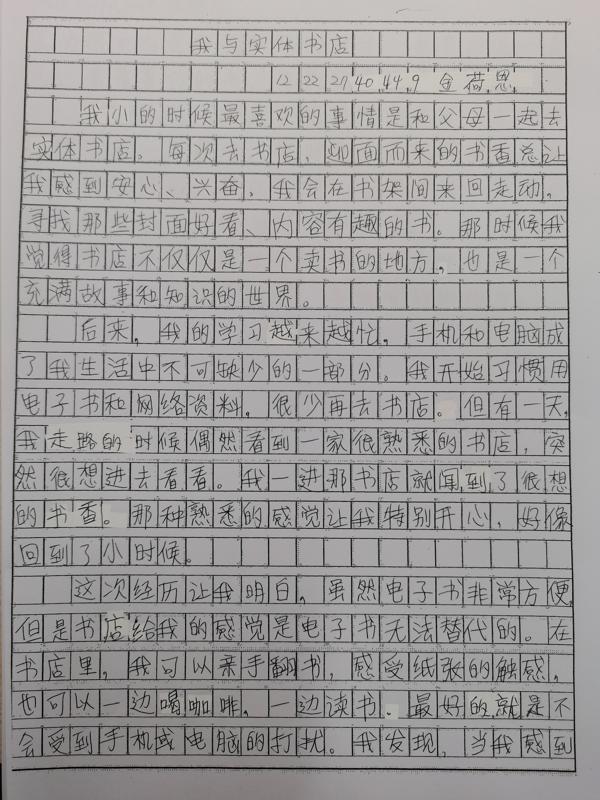 我与实体书店
12 22 27 40 44 9 金荷恩
我小的时候最喜欢的事情是和父母一起去
实体书店。每次去书店，迎面而来的书香总让
我感到安心、兴奋，我会在书架间来回走动，
寻找那些封面好看、内容有趣的书。那时候我
觉得书店不仅仅是一个卖书的地方，也是一个
充满故事和知识的世界。
后来，我的学习越来越忙，手机和电脑成
了我生活中不可缺少的一部分。我开始习惯用
电子书和网络资料，很少再去书店。但有一天，
我走路的时候偶然看到一家很熟悉的书店，突
然很想进去看看。我一进那书店就闻到了很想
的书香。那种熟悉的感觉让我特别开心，好像
回到了小时候。
这次经历让我明白，虽然电子书非常方便，
但是书店给我的感觉是电子书无法替代的。在
书店里，我可以亲手翻书，感受纸张的触感，
也可以一边喝咖啡，一边读书。最好的就是不
会受到手机或电脑的打扰。我发现，当我感到